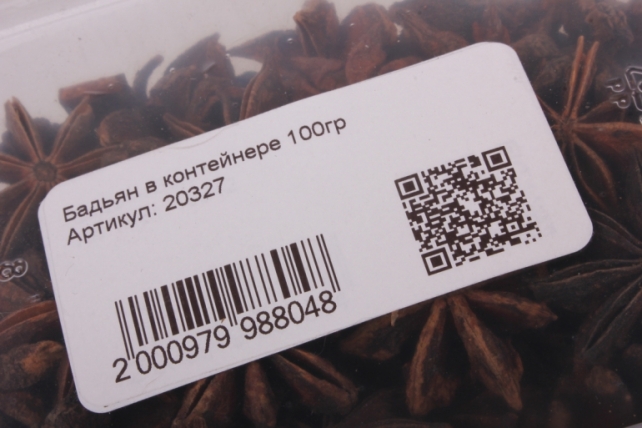 Бадьян в контейнере 100гр
Артикул: 20327
2 000979 988048